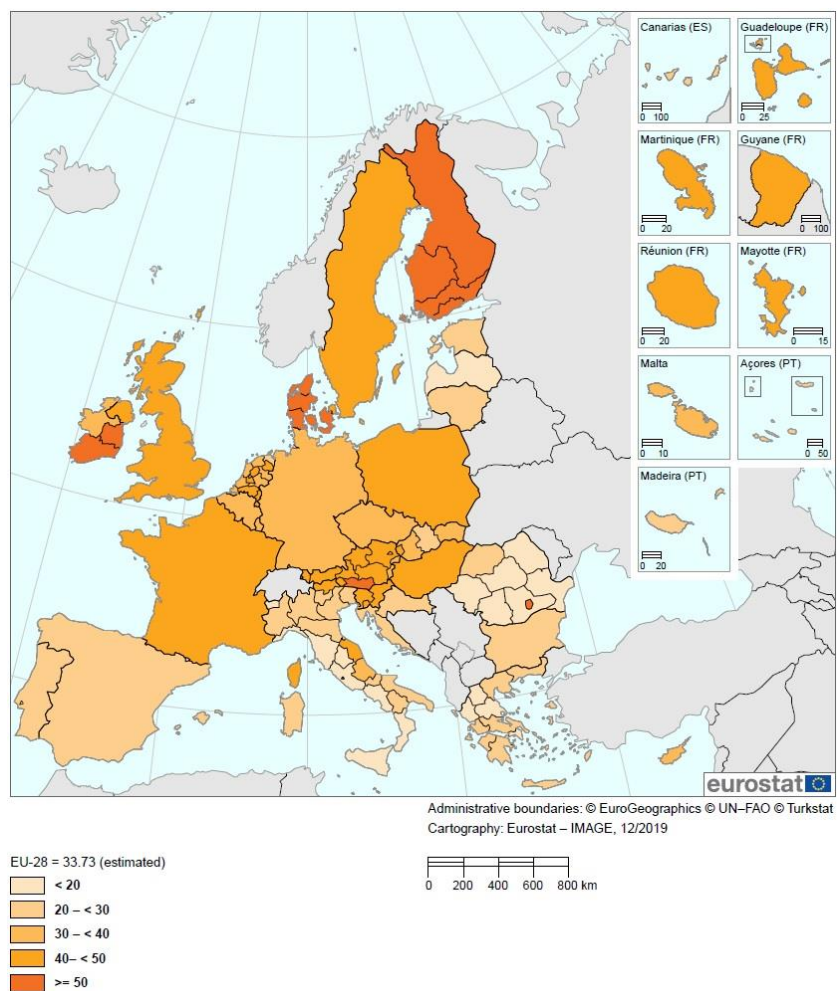 Canarias (ES)
0 100
Guadeloupe (FR)
0 25
Martinique (FR)
0 20
Guyane (FR)
0 100
Réunion (FR)
0 20
Mayotte (FR)
0 15
Malta
0 10
Açores (PT)
0 50
Madeira (PT)
0 20
eurostat
Administrative boundaries: © EuroGeographics © UN–FAO © Turkstat
Cartography: Eurostat – IMAGE, 12/2019
EU-28 = 33.73 (estimated)
< 20
20 – < 30
30 – < 40
40– < 50
>= 50
0 200 400 600 800 km